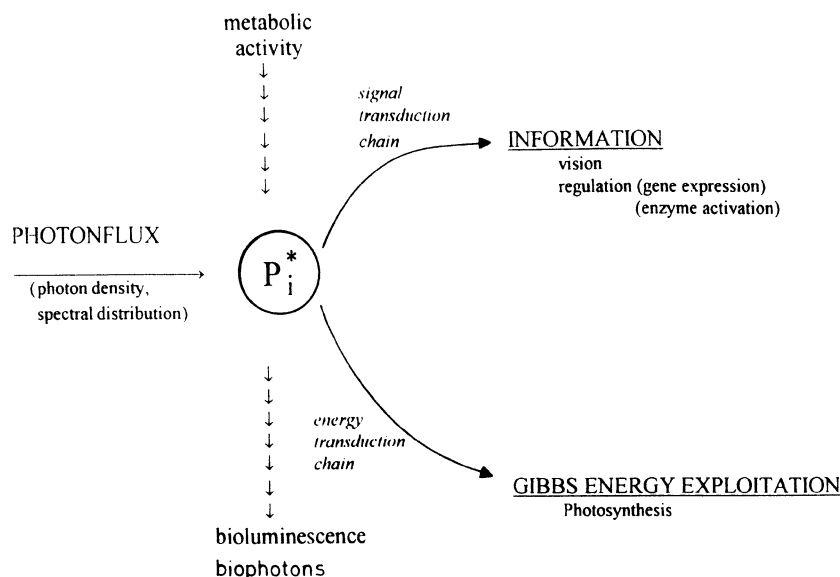 metabolic
activity
signal
transduction
chain
INFORMATION
vision
regulation (gene expression)
(enzyme activation)
PHOTONFLUX
(photon density,
spectral distribution)
P*i
energy
transduction
chain
GIBBS ENERGY EXPLOITATION
Photosynthesis
bioluminescence
biophotons